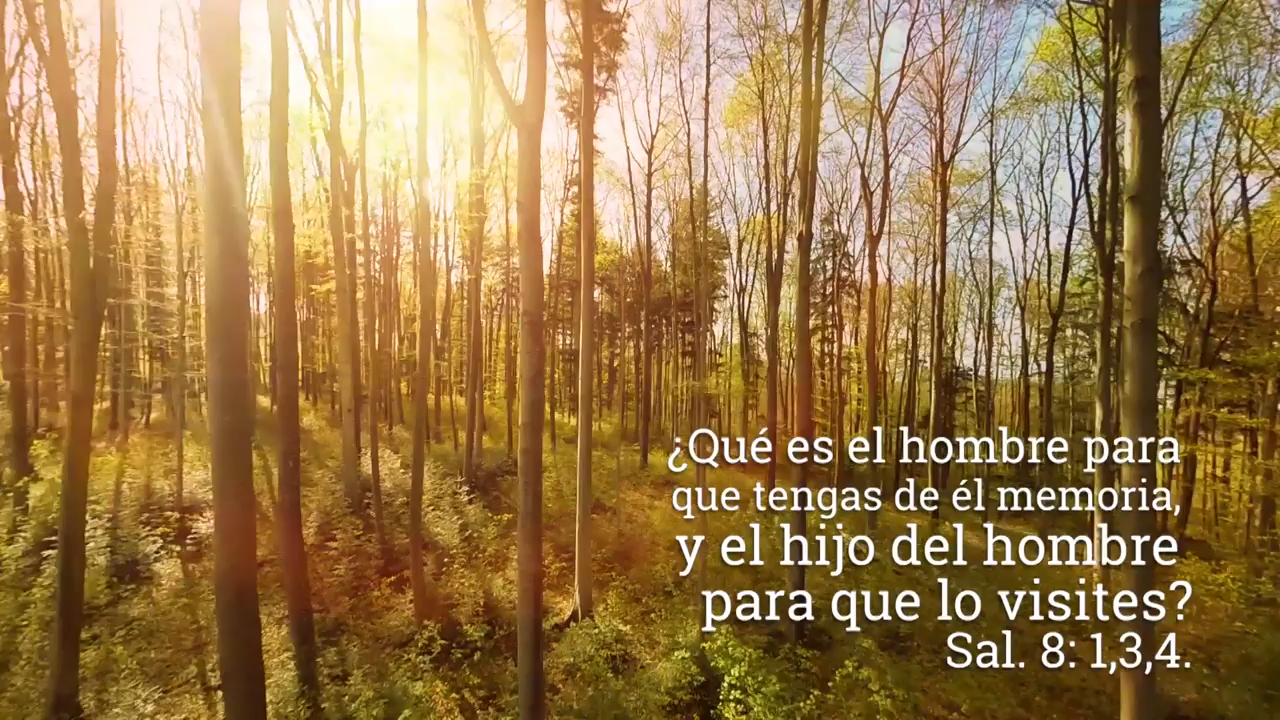 ¿Qué es el hombre para
que tengas de él memoria,
y el hijo del hombre
para que lo visites?
Sal. 8: 1,3,4.